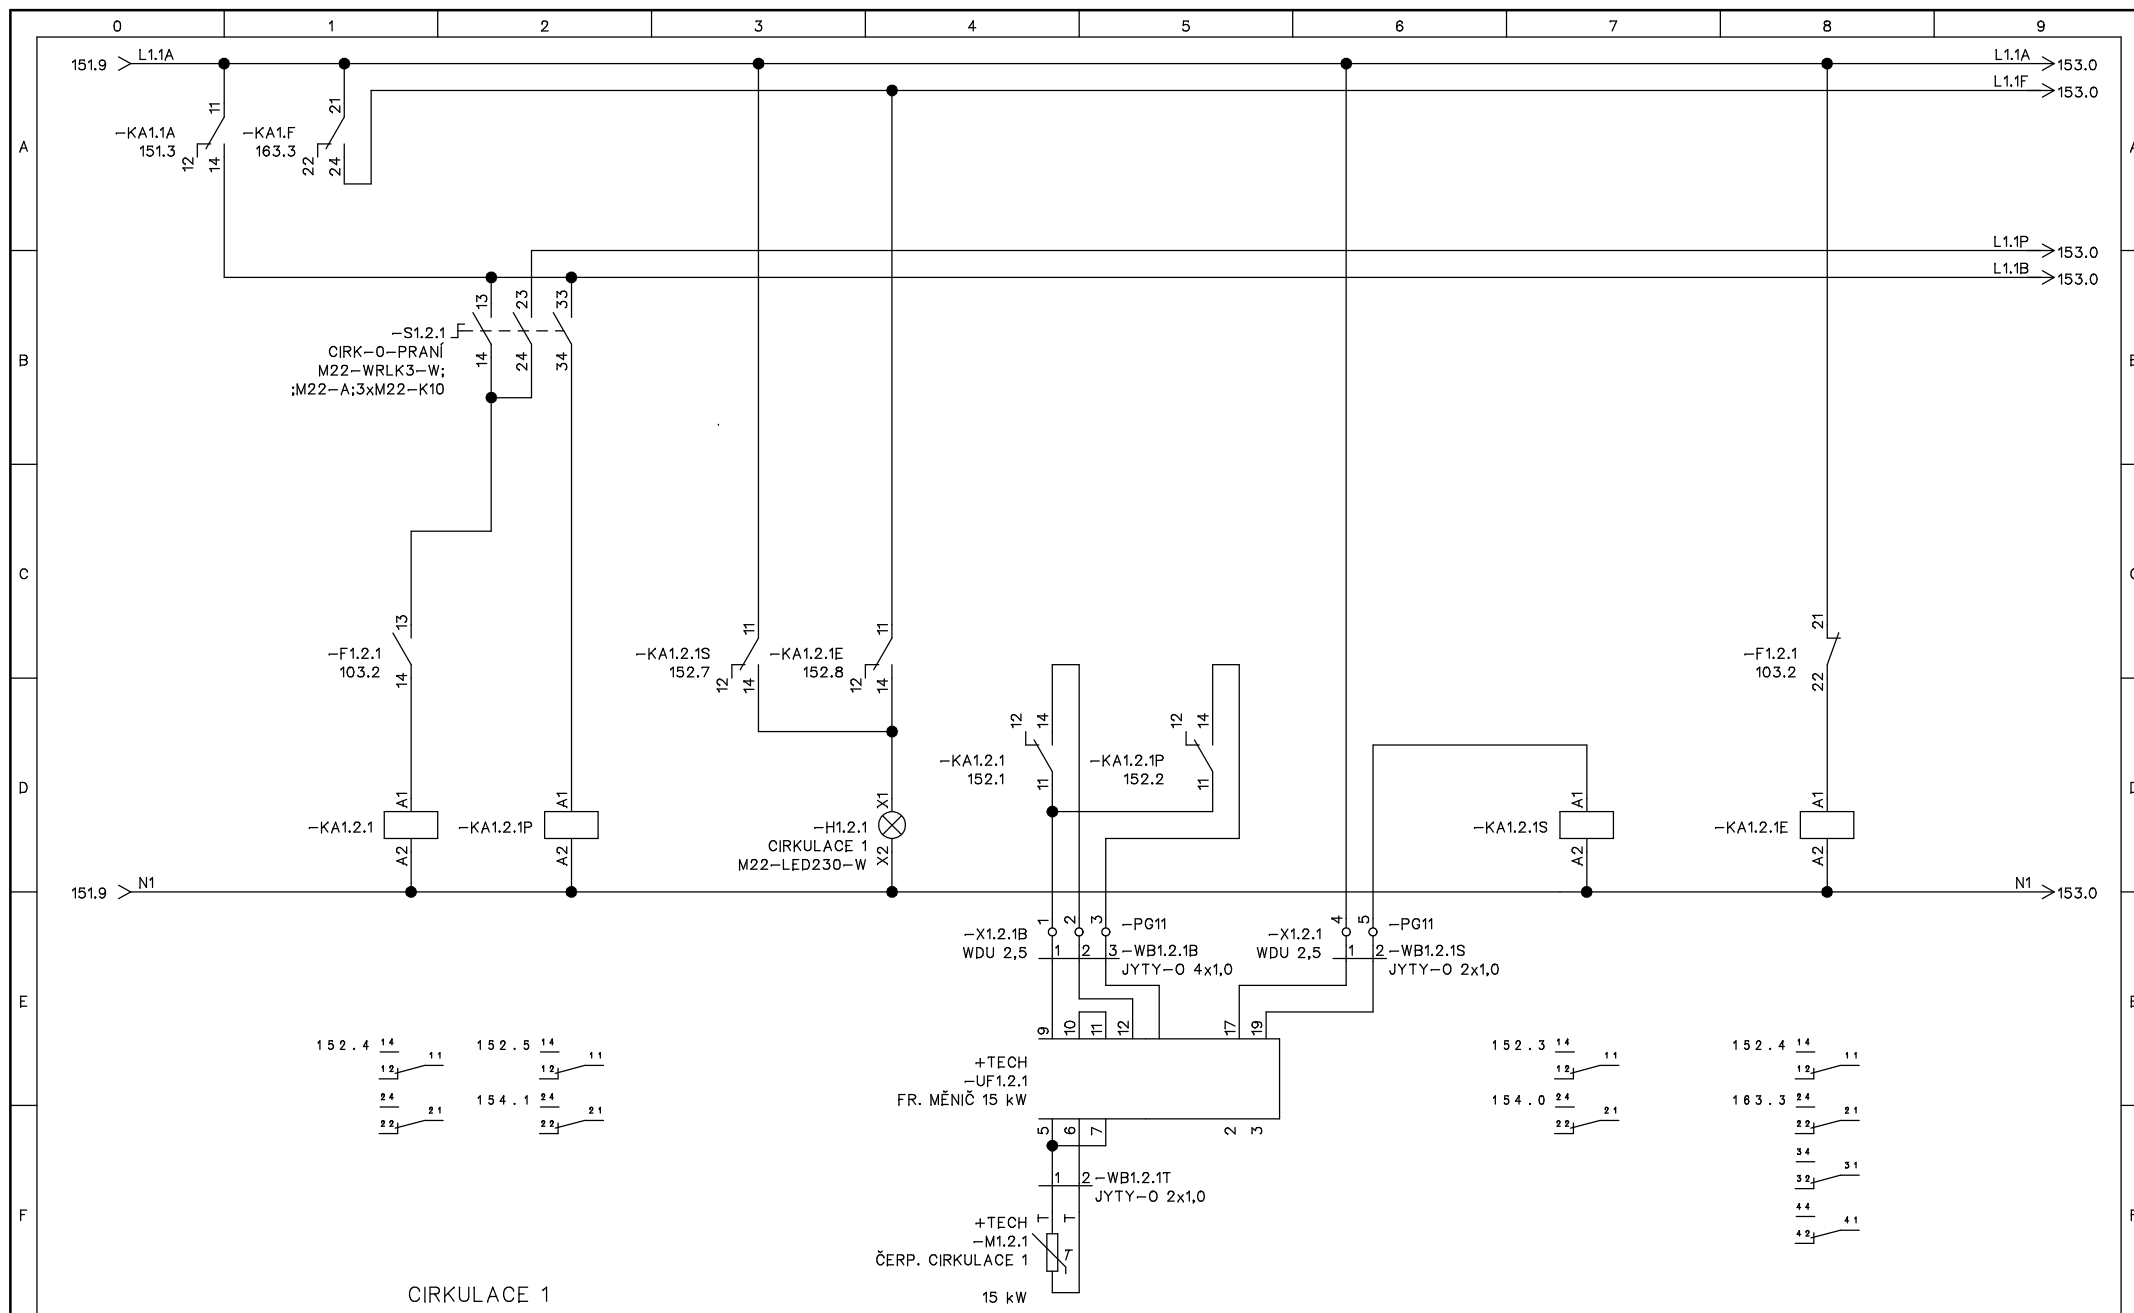 0 1 2 3 4 5 6 7 8 9
151.9 L1.1A L1.1A 153.0
L1.1F 153.0
11 21
-KA1.1A -KA1.F
151.3 163.3
A
12 14 22 24
L1.1P 153.0
L1.1B 153.0
13 23 33
-S1.2.1
CIRK-0-PRANÍ
M22-WRLK3-W;
;M22-A;3xM22-K10
B
14 24 34
C
13 11 11 21
-F1.2.1 -KA1.2.1S -KA1.2.1E -F1.2.1
103.2 152.7 152.8 103.2
14 12 14 12 14 22
12 14 12 14
-KA1.2.1 -KA1.2.1P
152.1 152.2
11 11
D
A1 A1 X1 A1 A1
-KA1.2.1 -KA1.2.1P -H1.2.1 -KA1.2.1S -KA1.2.1E
CIRKULACE 1
M22-LED230-W
A2 A2 X2 A2 A2
151.9 N1 N1 153.0
1 2 3 -PG11 4 5 -PG11
-X1.2.1B -X1.2.1
WDU 2,5 1 2 3 -WB1.2.1B WDU 2,5 1 2 -WB1.2.1S
JYTY-O 4x1,0 JYTY-O 2x1,0
E
9 10 11 12 17 19
152.4 14 11 12 152.5 14 11 12 152.3 14 11 12 152.4 14 11 12
+TECH
-UF1.2.1
FR. MĚNIČ 15 kW
24 21 22 154.1 24 21 22 154.0 24 21 22 163.3 24 21 22
5 6 7 2 3
34 31 32
1 2 -WB1.2.1T
JYTY-O 2x1,0
F
44 41 42
+TECH T T
-M1.2.1
ČERP. CIRKULACE 1 T
15 kW
CIRKULACE 1